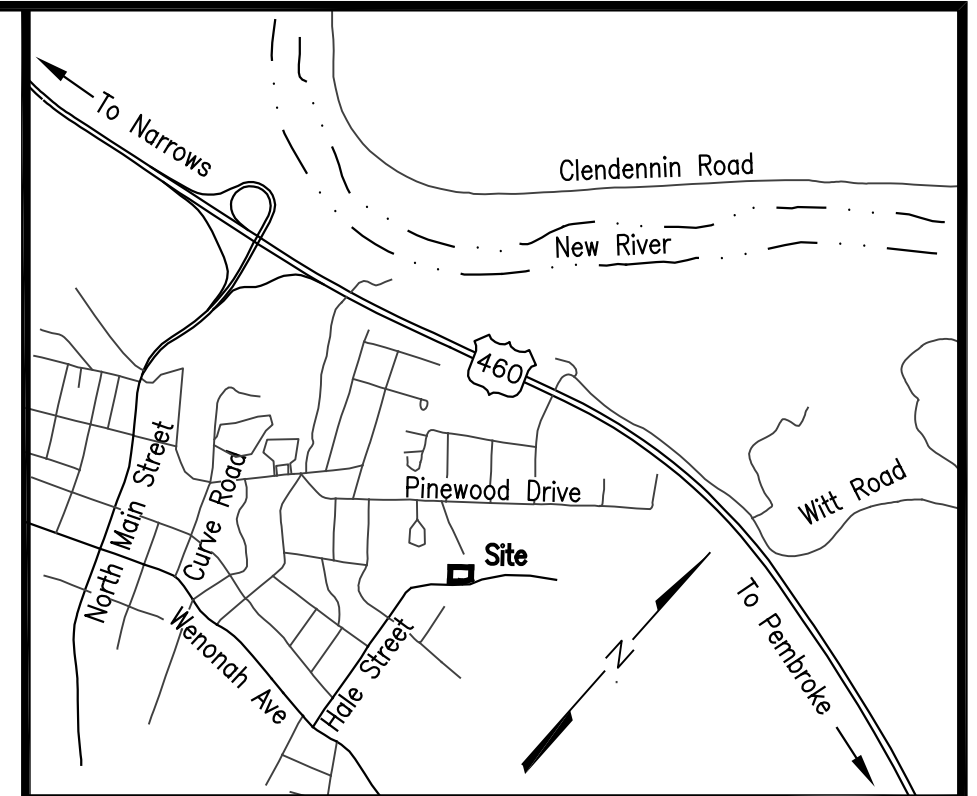 To Narrows
Clendennin Road
New River
460
North Main Street
Curve Road
Pinewood Drive
Witt Road
Site
Wenonah Ave
Hale Street
N
To Pembroke